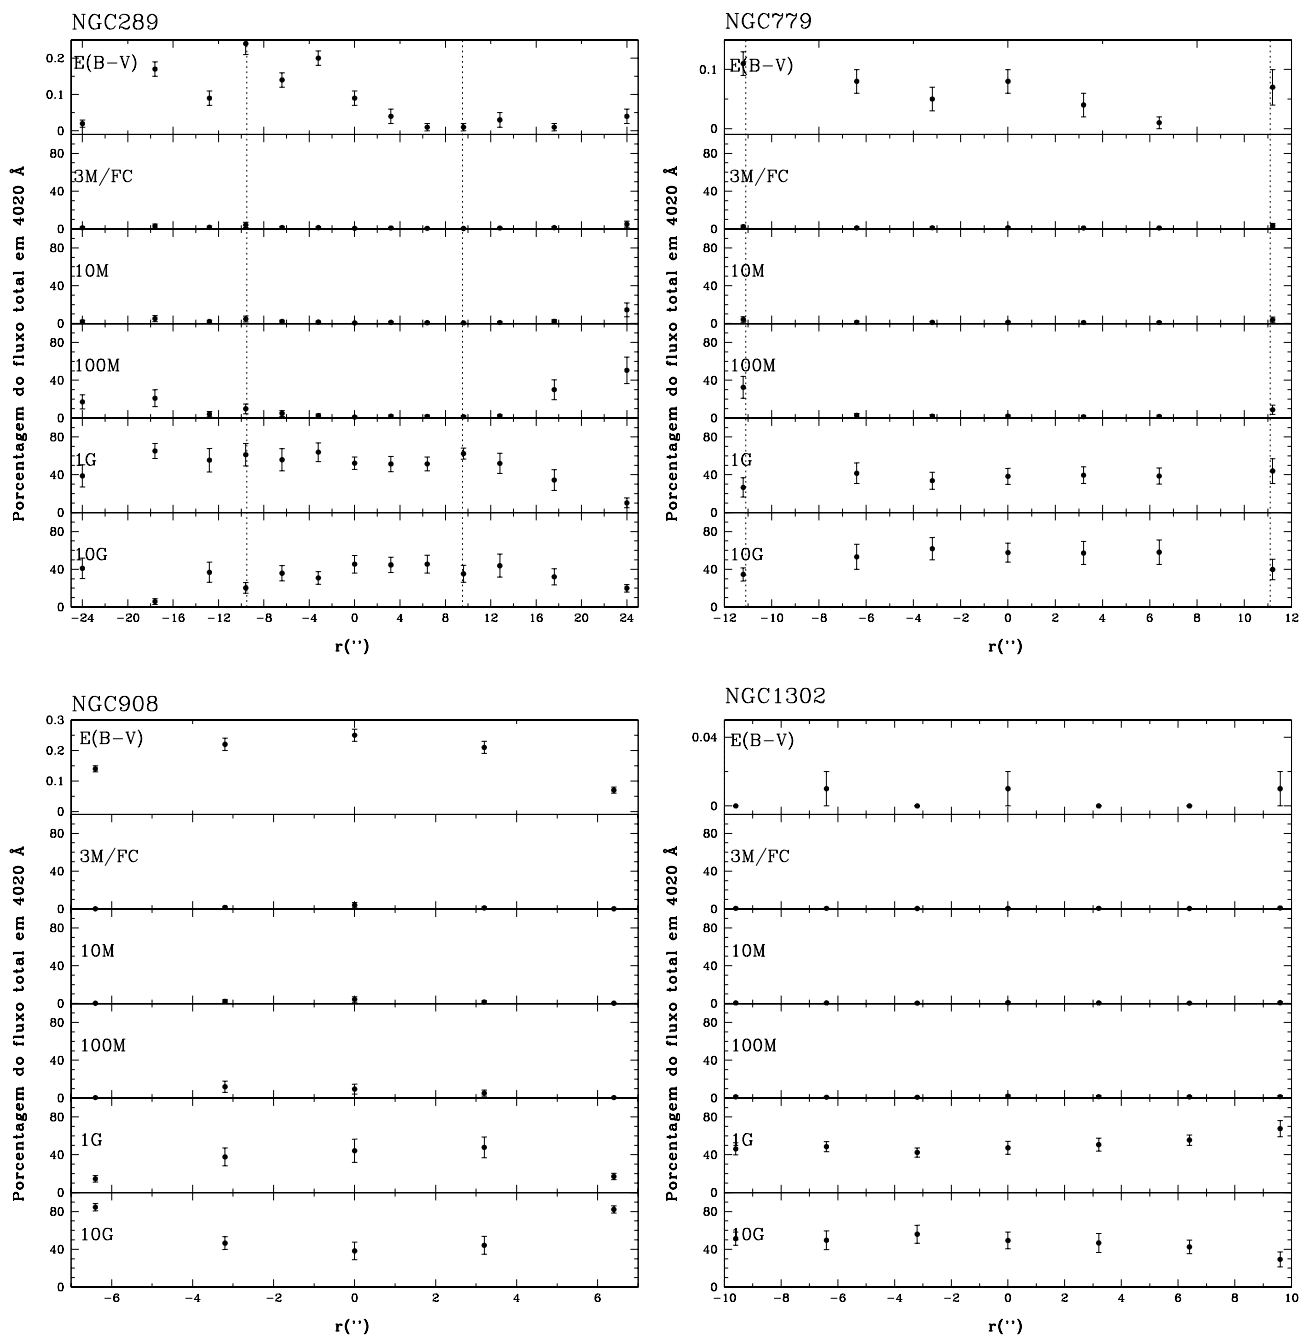 NGC289
E(B−V)
0.2
0.1
0
3M/FC
80
40
0
10M
80
40
0
100M
80
40
0
1G
80
40
0
10G
80
40
0
−24 −20 −16 −12 −8 −4 0 4 8 12 16 20 24
r('')
Porcentagem do fluxo total em 4020 Å
NGC779
E(B−V)
0.1
0
3M/FC
80
40
0
10M
80
40
0
100M
80
40
0
1G
80
40
0
10G
80
40
0
−12 −10 −8 −6 −4 −2 0 2 4 6 8 10 12
r('')
Porcentagem do fluxo total em 4020 Å
NGC908
0.3
E(B−V)
0.2
0.1
0
3M/FC
80
40
0
10M
80
40
0
100M
80
40
0
1G
80
40
0
10G
80
40
0
−6 −4 −2 0 2 4 6
r('')
Porcentagem do fluxo total em 4020 Å
NGC1302
E(B−V)
0.04
0
3M/FC
80
40
0
10M
80
40
0
100M
80
40
0
1G
80
40
0
10G
80
40
0
−10 −8 −6 −4 −2 0 2 4 6 8 10
r('')
Porcentagem do fluxo total em 4020 Å